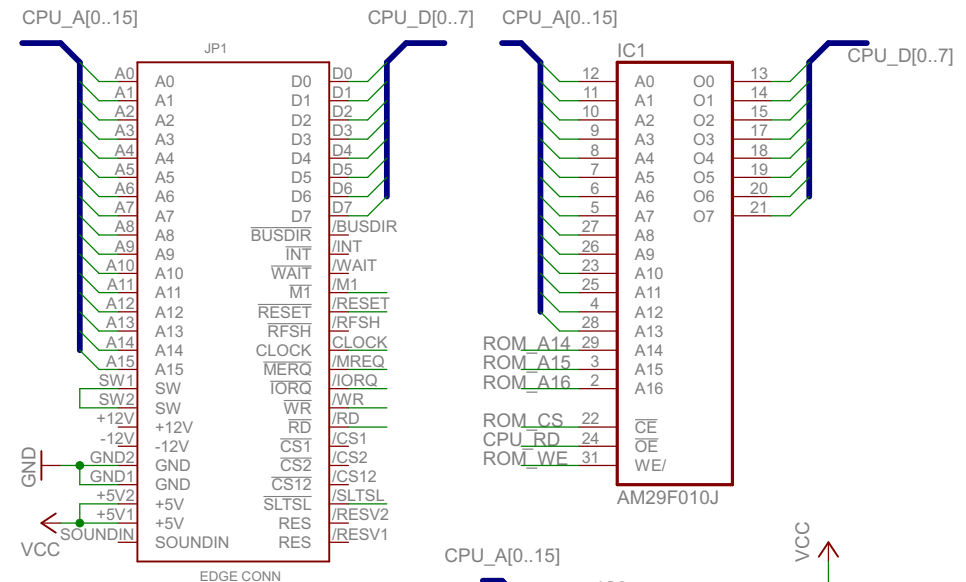 CPU_A[0..15]
CPU_D[0..7]
JP1
A0 A0 D0 D0
A1 A1 D1 D1
A2 A2 D2 D2
A3 A3 D3 D3
A4 A4 D4 D4
A5 A5 D5 D5
A6 A6 D6 D6
A7 A7 D7 D7
A8 A8 BUSDIR /BUSDIR
A9 A9 INT /INT
A10 A10 WAIT /WAIT
A11 A11 M1 /M1
A12 A12 RESET /RESET
A13 A13 RFSH /RFSH
A14 A14 CLOCK CLOCK
A15 A15 MERQ /MREQ
SW1 SW IORQ /IORQ
SW2 SW WR /WR
+12V +12V RD /RD
-12V -12V CS1 /CS1
GND
GND2 GND CS2 /CS2
GND1 GND CS12 /CS12
+5V2 +5V SLTSL /SLTSL
+5V1 +5V RES /RESV2
SOUNDIN SOUNDIN RES /RESV1
VCC
EDGE CONN
CPU_A[0..15]
CPU_D[0..7]
IC1
12 A0 O0 13
11 A1 O1 14
10 A2 O2 15
9 A3 O3 17
8 A4 O4 18
7 A5 O5 19
6 A6 O6 20
5 A7 O7 21
27 A8
26 A9
23 A10
25 A11
4 A12
28 A13
ROM_A14 29 A14
ROM_A15 3 A15
ROM_A16 2 A16
ROM_CS 22 CE
CPU_RD 24 OE
ROM_WE 31 WE/
AM29F010J
CPU_A[0..15]
VCC